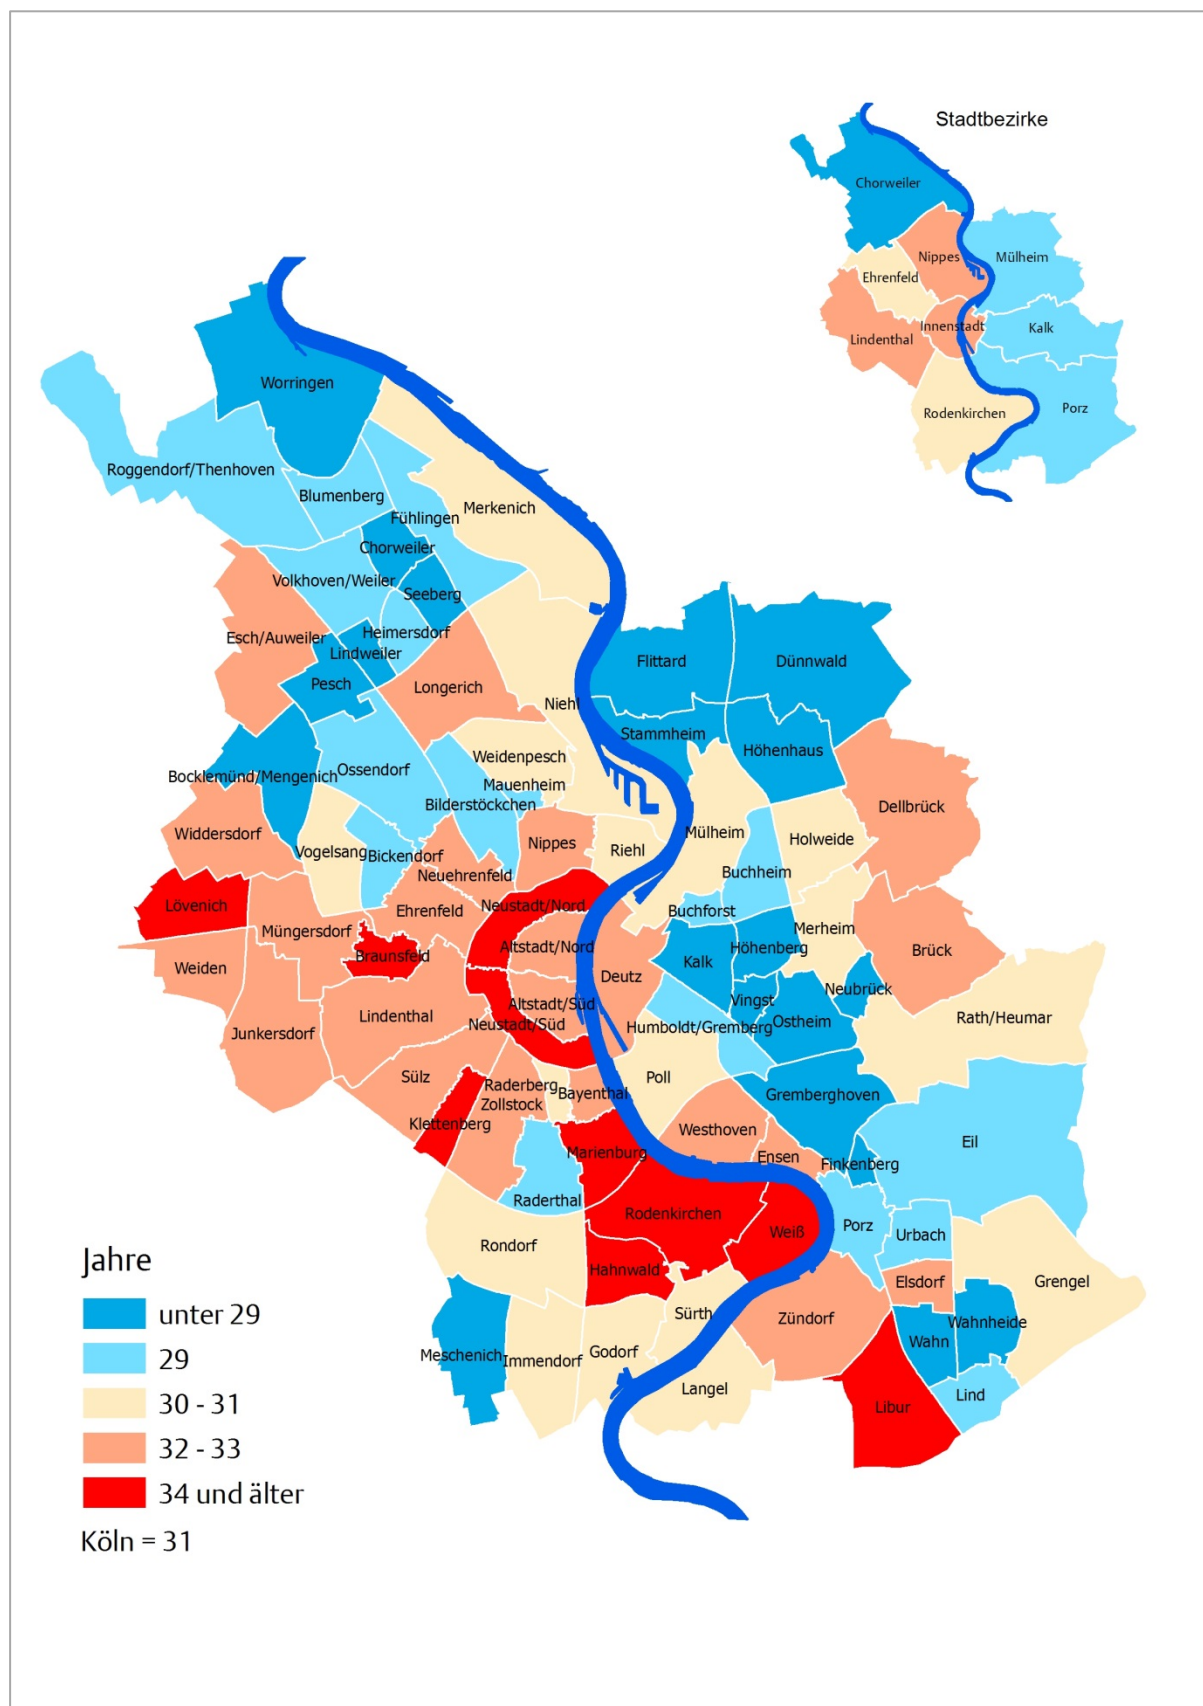 Stadtbezirke
Chorweiler
Nippes
Mülheim
Ehrenfeld
Innenstadt
Kalk
Lindenthal
Rodenkirchen
Porz
Worringen
Roggendorf/Thenhoven
Blumenberg
Merkenich
Fühlingen
Chorweiler
Volkhoven/Weiler
Seeberg
Esch/Auweiler
Heimersdorf
Lindweiler
Pesch
Longerich
Flittard
Dünnwald
Niehl
Stammheim
Höhenhaus
Weidenpesch
Bocklemünd/Mengenich
Ossendorf
Mauenheim
Bilderstöckchen
Dellbrück
Widdersdorf
Vogelsang
Bickendorf
Nippes
Riehl
Mülheim
Holweide
Neuehrenfeld
Buchheim
Lövenich
Ehrenfeld
Neustadt/Nord
Buchforst
Müngersdorf
Merheim
Altstadt/Nord
Höhenberg
Brück
Braunsfeld
Kalk
Weiden
Deutz
Neubrück
Vingst
Altstadt/Süd
Lindenthal
Neustadt/Süd
Humboldt/Gremberg
Ostheim
Rath/Heumar
Junkersdorf
Sülz
Raderberg
Zollstock
Bayenthal
Poll
Gremberghoven
Klettenberg
Westhoven
Marienburg
Ensen
Finkenberg
Eil
Raderthal
Rodenkirchen
Weiß
Porz
Urbach
Rondorf
Hahnwald
Elsdorf
Grengel
Sürth
Zündorf
Wahnheide
Wahn
Godorf
Meschenich
Immendorf
Langel
Lind
Libur
Jahre
unter 29
29
30 - 31
32 - 33
34 und älter
Köln = 31